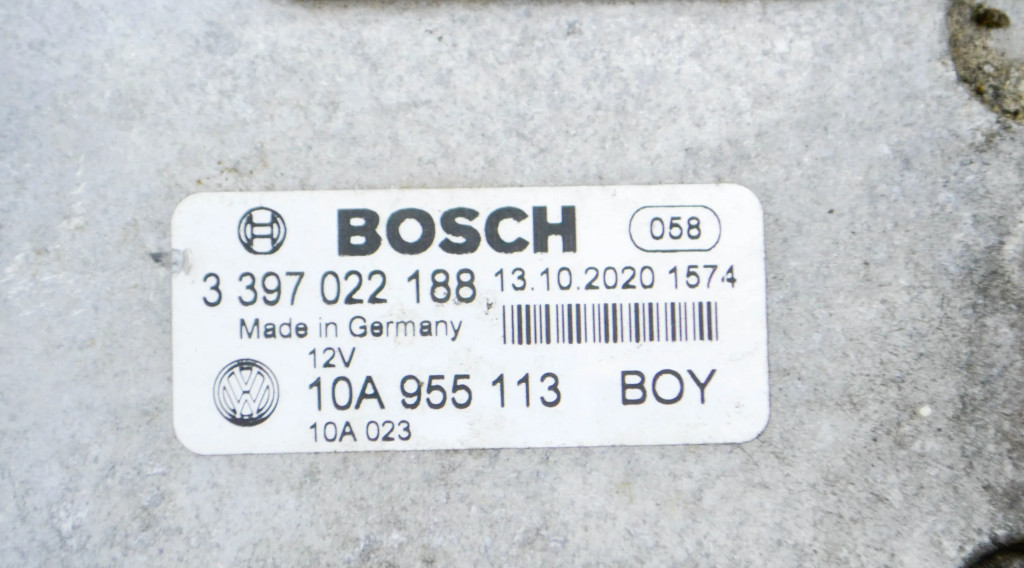 BOSCH 058
3 397 022 188 13.10.2020 1574
Made in Germany
12V
10A 955 113 BOY
10A 023